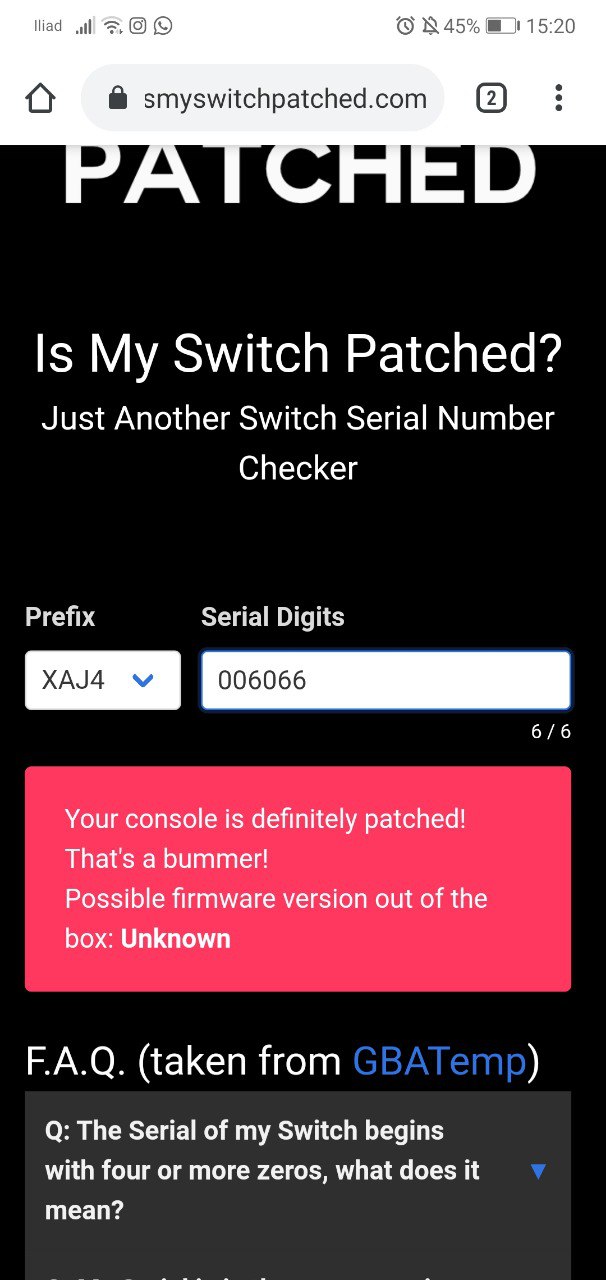 Iliad 45% 15:20
smyswitchpatched.com 2
PATCHED
Is My Switch Patched?
Just Another Switch Serial Number
Checker
Prefix Serial Digits
XAJ4 006066
6 / 6
Your console is definitely patched!
That's a bummer!
Possible firmware version out of the
box: Unknown
F.A.Q. (taken from GBATemp)
Q: The Serial of my Switch begins
with four or more zeros, what does it
mean?